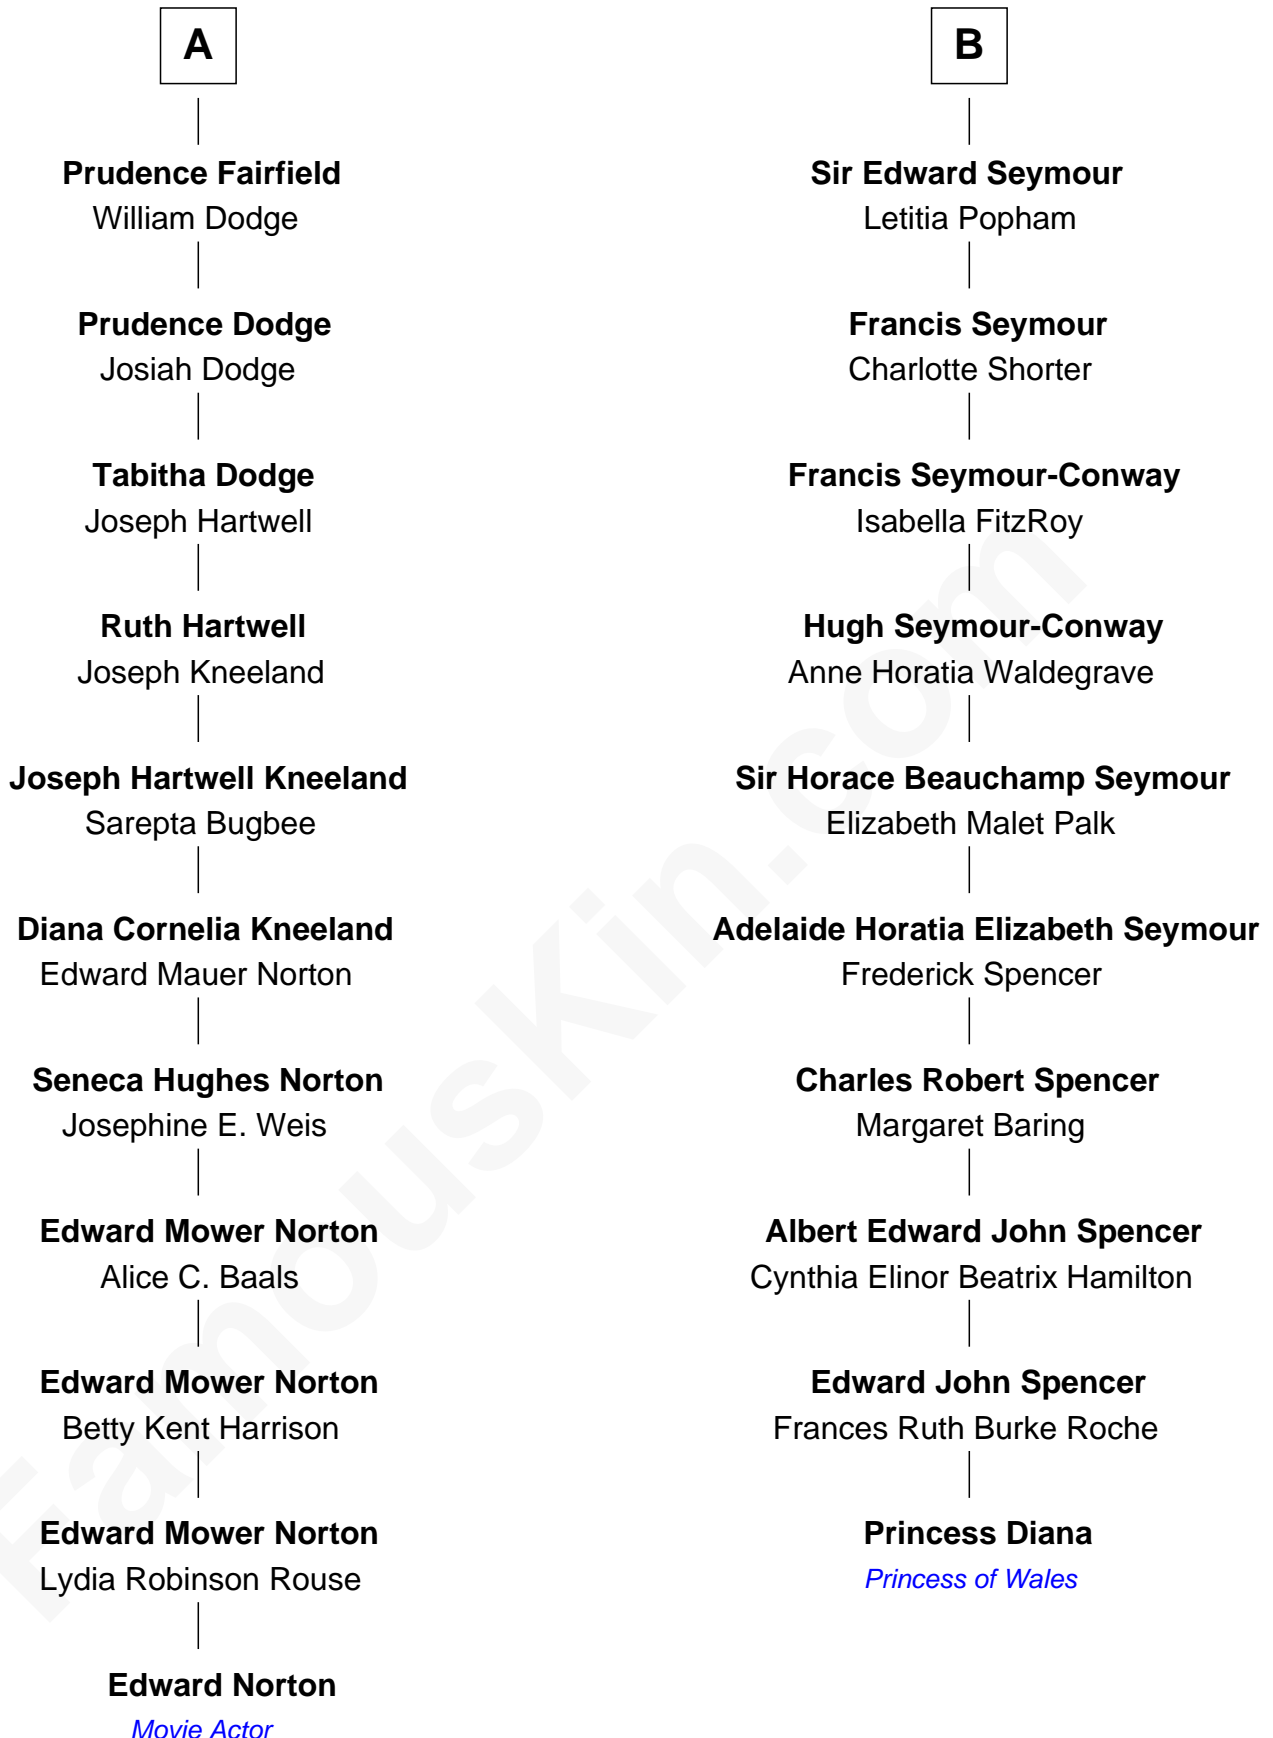 A
Prudence Fairfield
William Dodge
Prudence Dodge
Josiah Dodge
Tabitha Dodge
Joseph Hartwell
Ruth Hartwell
Joseph Kneeland
Joseph Hartwell Kneeland
Sarepta Bugbee
Diana Cornelia Kneeland
Edward Mauer Norton
Seneca Hughes Norton
Josephine E. Weis
Edward Mower Norton
Alice C. Baals
Edward Mower Norton
Betty Kent Harrison
Edward Mower Norton
Lydia Robinson Rouse
Edward Norton
Movie Actor
B
Sir Edward Seymour
Letitia Popham
Francis Seymour
Charlotte Shorter
Francis Seymour-Conway
Isabella FitzRoy
Hugh Seymour-Conway
Anne Horatia Waldegrave
Sir Horace Beauchamp Seymour
Elizabeth Malet Palk
Adelaide Horatia Elizabeth Seymour
Frederick Spencer
Charles Robert Spencer
Margaret Baring
Albert Edward John Spencer
Cynthia Elinor Beatrix Hamilton
Edward John Spencer
Frances Ruth Burke Roche
Princess Diana
Princess of Wales
FamousKin.com